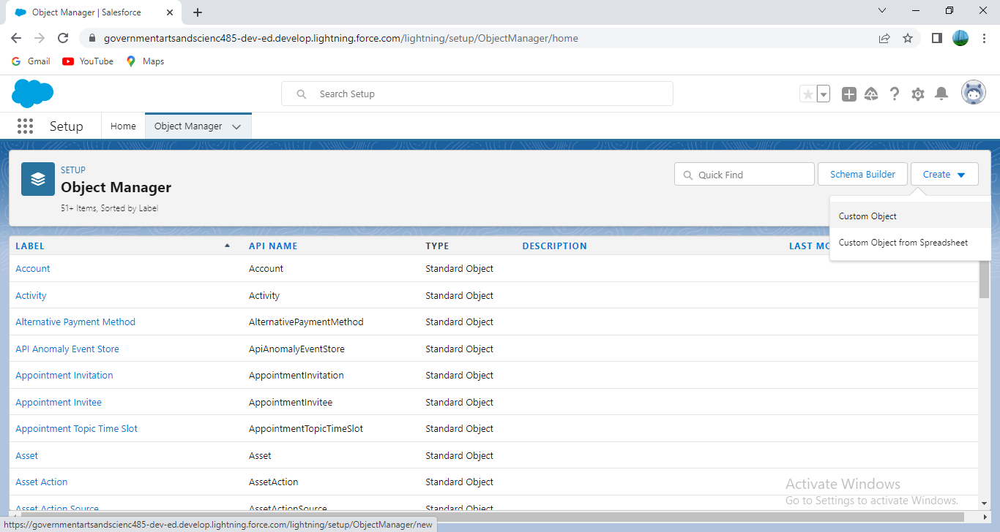 Object Manager | Salesforce
governmentartsandscienc485-dev-ed.develop.lightning.force.com/lightning/setup/ObjectManager/home
Gmail YouTube Maps
Search Setup
Setup Home Object Manager
SETUP
Object Manager
51+ Items, Sorted by Label
Quick Find Schema Builder Create
Custom Object
Custom Object from Spreadsheet
LABEL API NAME TYPE DESCRIPTION LAST MO
Account Account Standard Object
Activity Activity Standard Object
Alternative Payment Method AlternativePaymentMethod Standard Object
API Anomaly Event Store ApiAnomalyEventStore Standard Object
Appointment Invitation AppointmentInvitation Standard Object
Appointment Invitee AppointmentInvitee Standard Object
Appointment Topic Time Slot AppointmentTopicTimeSlot Standard Object
Asset Asset Standard Object
Asset Action AssetAction Standard Object
Asset Action Source AssetActionSource Standard Object
Activate Windows
Go to Settings to activate Windows.
https://governmentartsandscienc485-dev-ed.develop.lightning.force.com/lightning/setup/ObjectManager/new